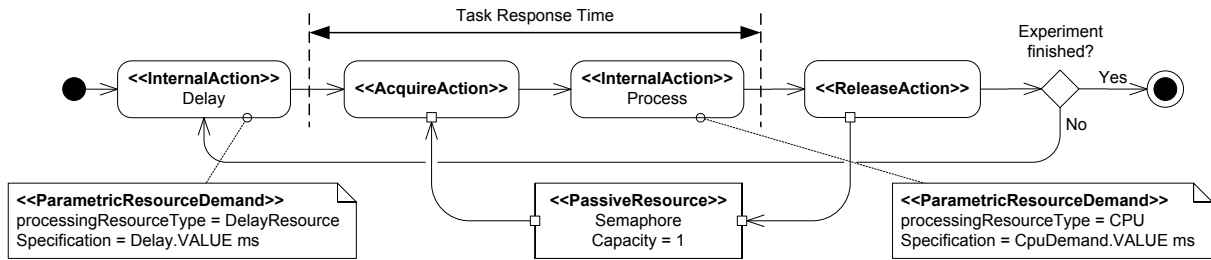 Task Response Time
Experiment
finished?
<<InternalAction>>
Delay
<<AcquireAction>>
<<InternalAction>>
Process
<<ReleaseAction>>
Yes
No
<<ParametricResourceDemand>>
processingResourceType = DelayResource
Specification = Delay.VALUE ms
<<PassiveResource>>
Semaphore
Capacity = 1
<<ParametricResourceDemand>>
processingResourceType = CPU
Specification = CpuDemand.VALUE ms